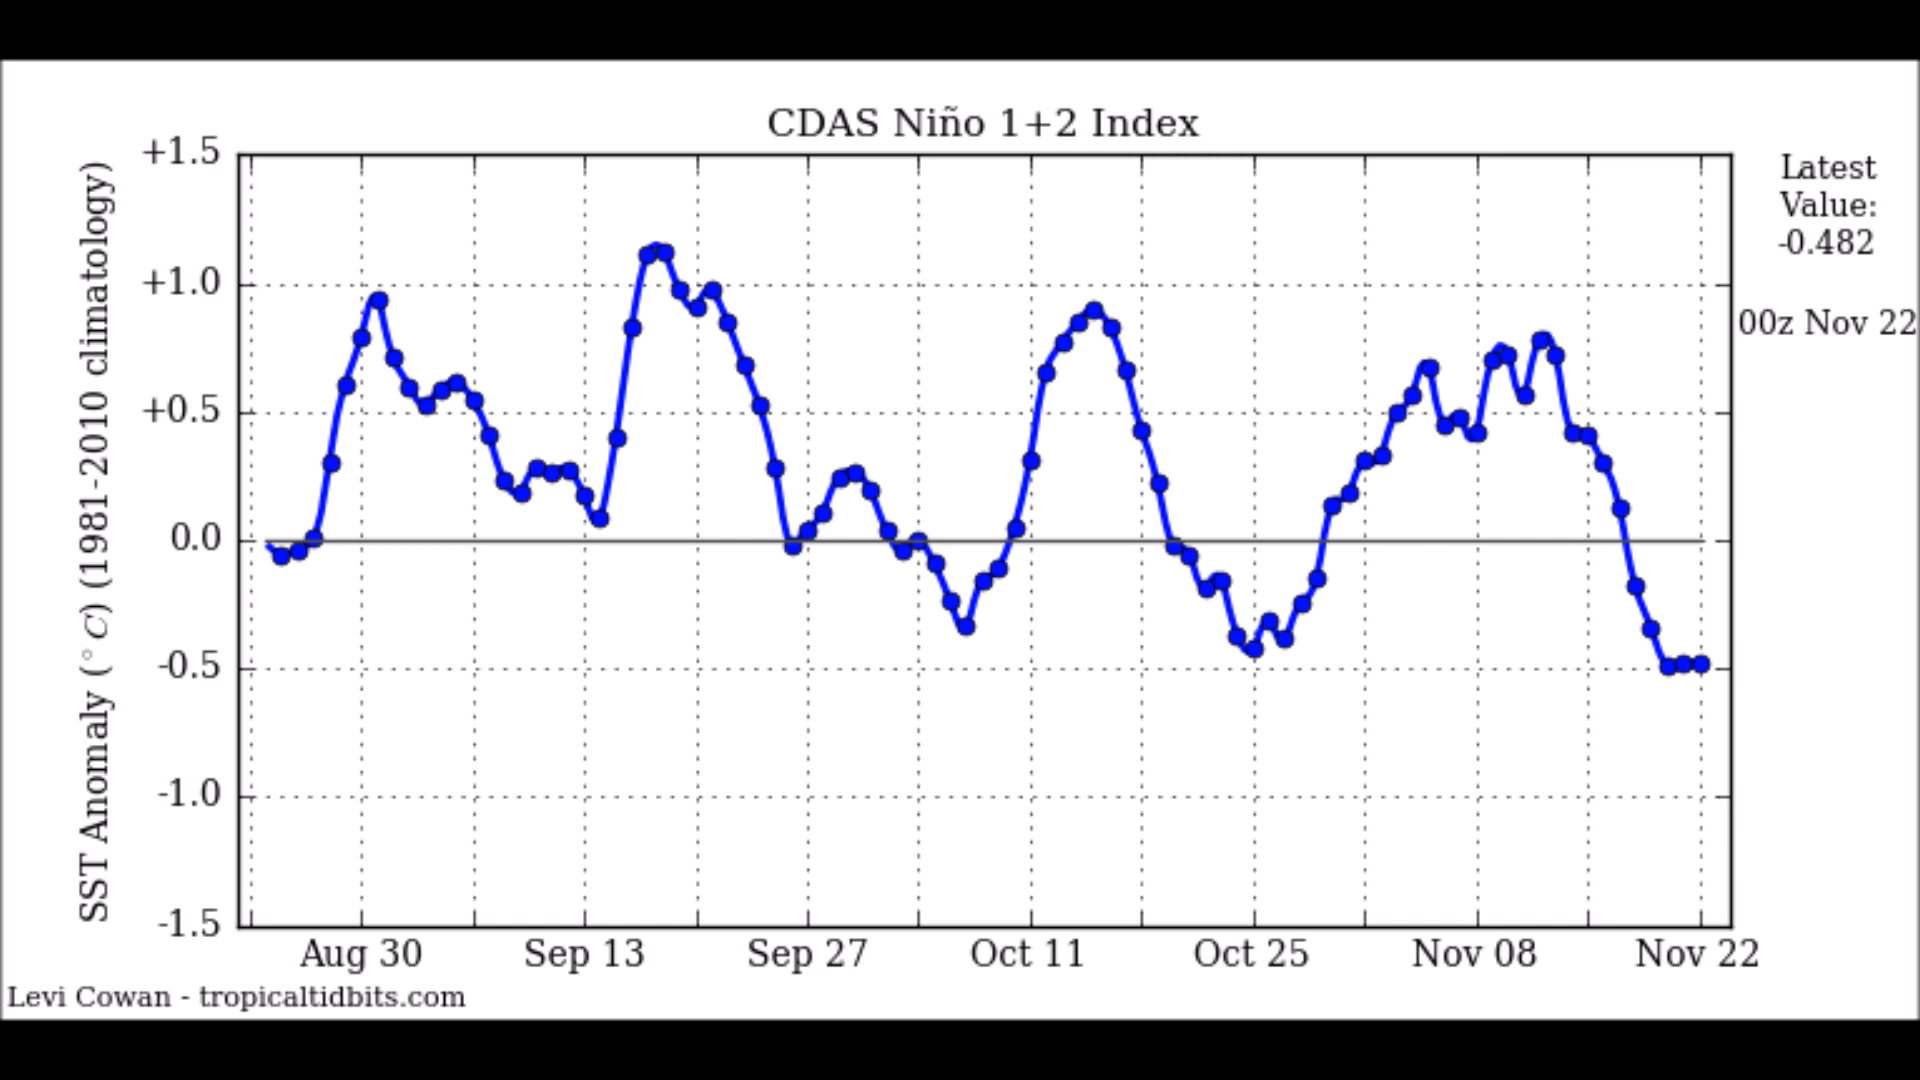 CDAS Niño 1+2 Index
+1.5
+1.0
+0.5
0.0
-0.5
-1.0
-1.5
SST Anomaly (°C) (1981-2010 climatology)
Aug 30
Sep 13
Sep 27
Oct 11
Oct 25
Nov 08
Nov 22
Latest
Value:
-0.482
00z Nov 22
Levi Cowan - tropicaltidbits.com